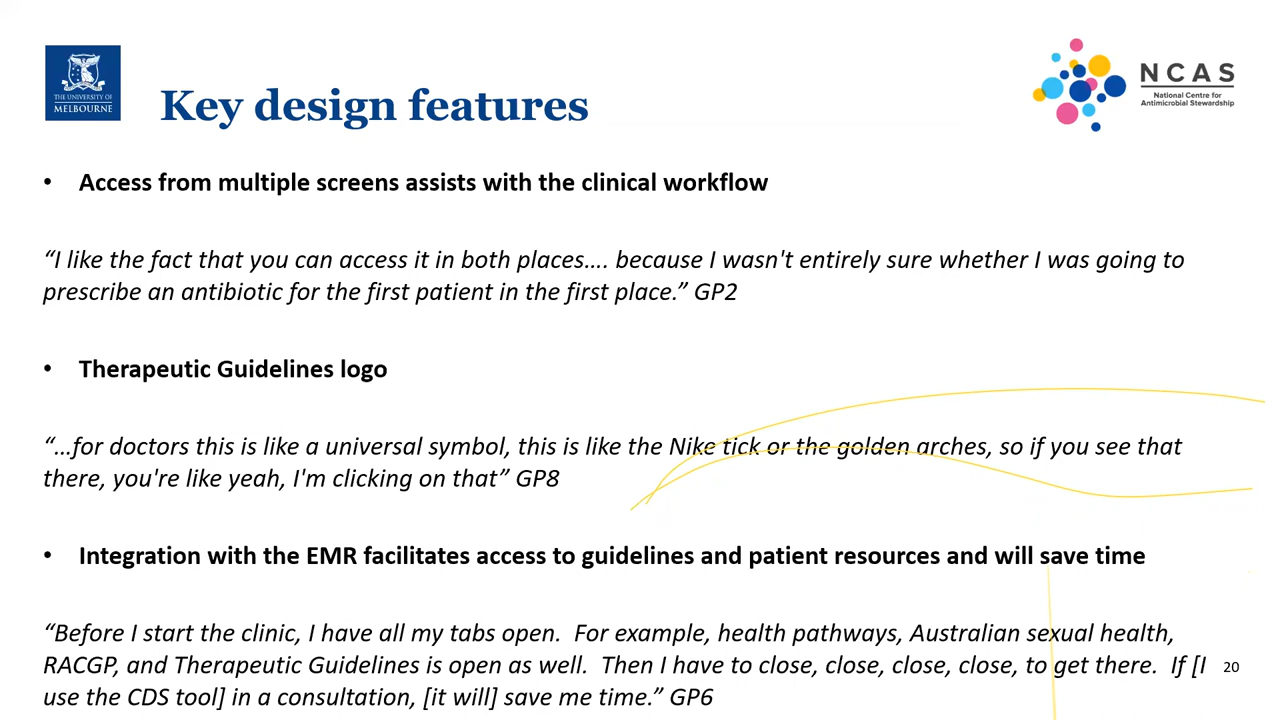 THE UNIVERSITY OF
MELBOURNE
Key design features
NCAS
National Centre for
Antimicrobial Stewardship
• Access from multiple screens assists with the clinical workflow
“I like the fact that you can access it in both places…. because I wasn't entirely sure whether I was going to
prescribe an antibiotic for the first patient in the first place.” GP2
• Therapeutic Guidelines logo
“…for doctors this is like a universal symbol, this is like the Nike tick or the golden arches, so if you see that
there, you're like yeah, I'm clicking on that” GP8
• Integration with the EMR facilitates access to guidelines and patient resources and will save time
“Before I start the clinic, I have all my tabs open.  For example, health pathways, Australian sexual health,
RACGP, and Therapeutic Guidelines is open as well.  Then I have to close, close, close, close, to get there.  If [I
use the CDS tool] in a consultation, [it will] save me time.” GP6
20